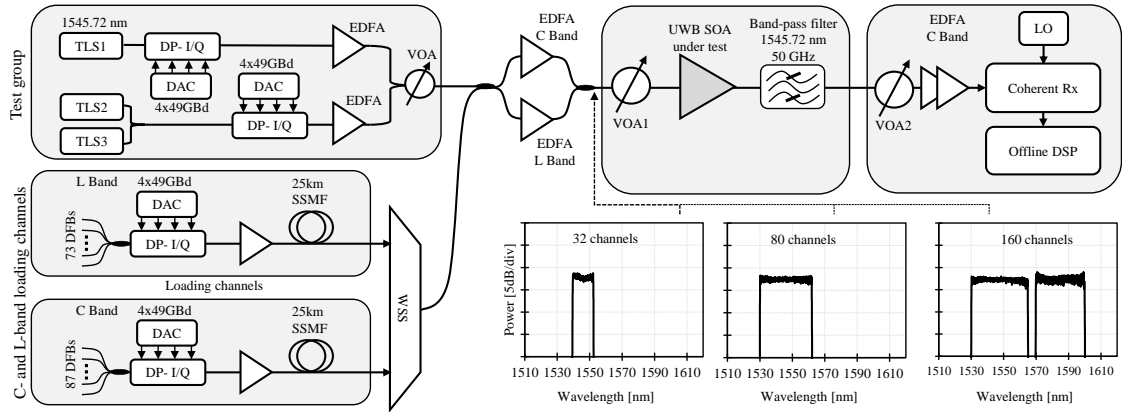 Test group
1545.72 nm
TLS1
DP- I/Q
DAC
4x49GBd
TLS2
TLS3
4x49GBd
DAC
DP- I/Q
EDFA
EDFA
VOA
EDFA
C Band
EDFA
L Band
VOA1
UWB SOA
under test
Band-pass filter
1545.72 nm
50 GHz
EDFA
C Band
VOA2
LO
Coherent Rx
Offline DSP
C- and L-band loading channels
L Band
4x49GBd
DAC
DP- I/Q
73 DFBs
25km
SSMF
Loading channels
C Band
4x49GBd
DAC
DP- I/Q
87 DFBs
25km
SSMF
WSS
Power [5dB/div]
32 channels
1510 1530 1550 1570 1590 1610
Wavelength [nm]
80 channels
1510 1530 1550 1570 1590 1610
Wavelength [nm]
160 channels
1510 1530 1550 1570 1590 1610
Wavelength [nm]